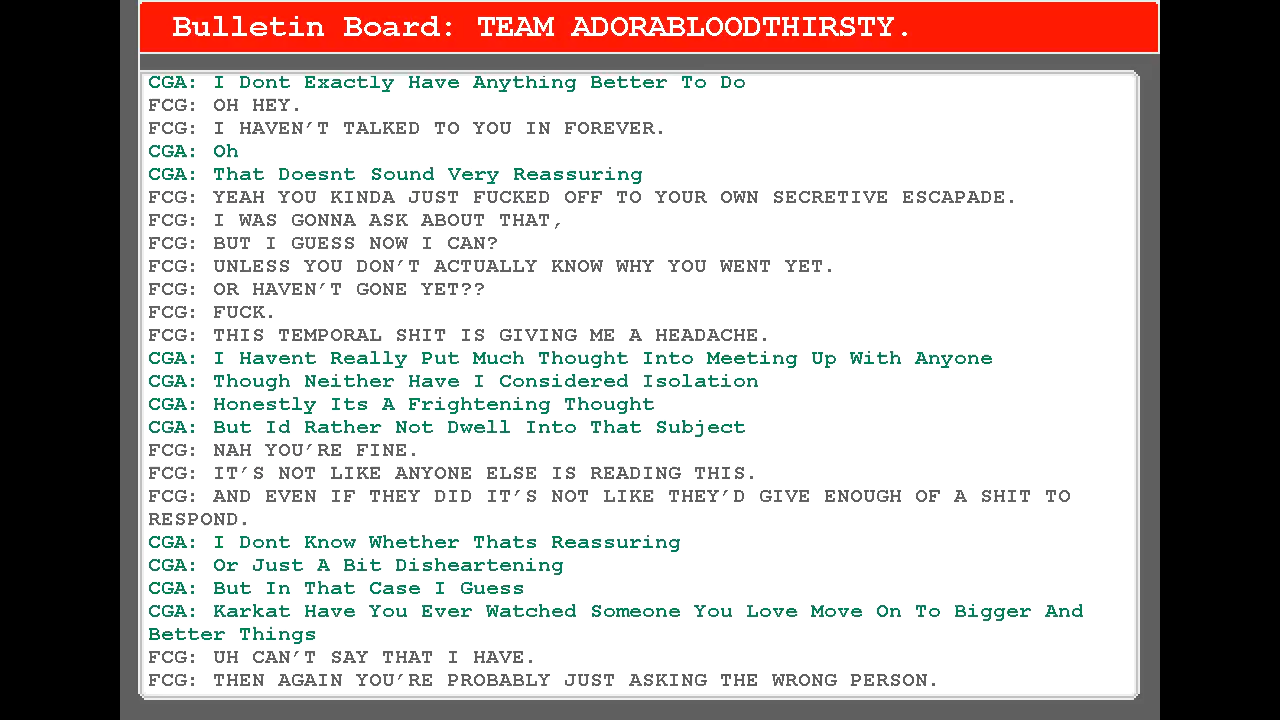 Bulletin Board: TEAM ADORABLOODTHIRSTY.
CGA: I Dont Exactly Have Anything Better To Do
FCG: OH HEY.
FCG: I HAVEN'T TALKED TO YOU IN FOREVER.
CGA: Oh
CGA: That Doesnt Sound Very Reassuring
FCG: YEAH YOU KINDA JUST FUCKED OFF TO YOUR OWN SECRETIVE ESCAPADE.
FCG: I WAS GONNA ASK ABOUT THAT,
FCG: BUT I GUESS NOW I CAN?
FCG: UNLESS YOU DON'T ACTUALLY KNOW WHY YOU WENT YET.
FCG: OR HAVEN'T GONE YET??
FCG: FUCK.
FCG: THIS TEMPORAL SHIT IS GIVING ME A HEADACHE.
CGA: I Havent Really Put Much Thought Into Meeting Up With Anyone
CGA: Though Neither Have I Considered Isolation
CGA: Honestly Its A Frightening Thought
CGA: But Id Rather Not Dwell Into That Subject
FCG: NAH YOU'RE FINE.
FCG: IT'S NOT LIKE ANYONE ELSE IS READING THIS.
FCG: AND EVEN IF THEY DID IT'S NOT LIKE THEY'D GIVE ENOUGH OF A SHIT TO
RESPOND.
CGA: I Dont Know Whether Thats Reassuring
CGA: Or Just A Bit Disheartening
CGA: But In That Case I Guess
CGA: Karkat Have You Ever Watched Someone You Love Move On To Bigger And
Better Things
FCG: UH CAN'T SAY THAT I HAVE.
FCG: THEN AGAIN YOU'RE PROBABLY JUST ASKING THE WRONG PERSON.